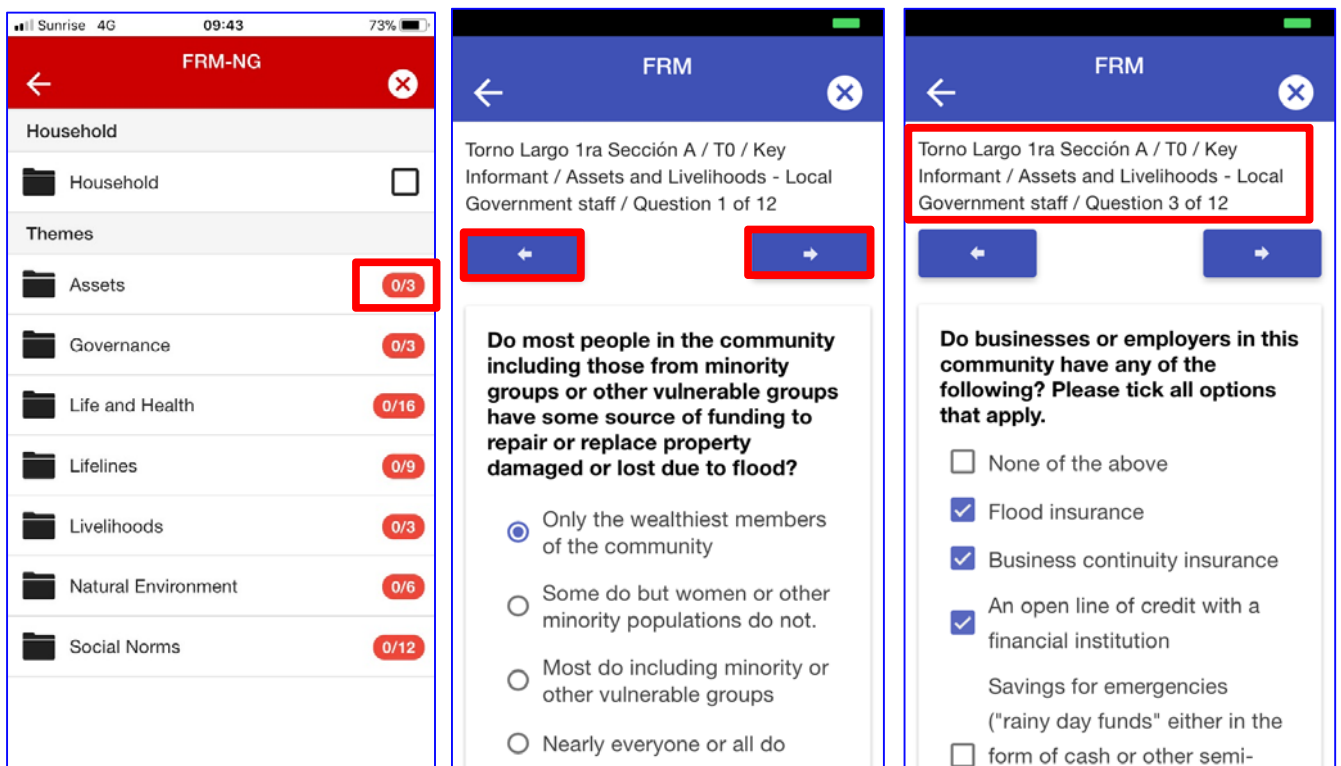 Sunrise 4G 09:43 73%
FRM-NG
Household
Household
Themes
Assets 0/3
Governance 0/3
Life and Health 0/16
Lifelines 0/9
Livelihoods 0/3
Natural Environment 0/6
Social Norms 0/12
FRM
Torno Largo 1ra Sección A / T0 / Key
Informant / Assets and Livelihoods - Local
Government staff / Question 1 of 12
Do most people in the community
including those from minority
groups or other vulnerable groups
have some source of funding to
repair or replace property
damaged or lost due to flood?
Only the wealthiest members
of the community
Some do but women or other
minority populations do not.
Most do including minority or
other vulnerable groups
Nearly everyone or all do
FRM
Torno Largo 1ra Sección A / T0 / Key
Informant / Assets and Livelihoods - Local
Government staff / Question 3 of 12
Do businesses or employers in this
community have any of the
following? Please tick all options
that apply.
None of the above
Flood insurance
Business continuity insurance
An open line of credit with a
financial institution
Savings for emergencies
("rainy day funds" either in the
form of cash or other semi-